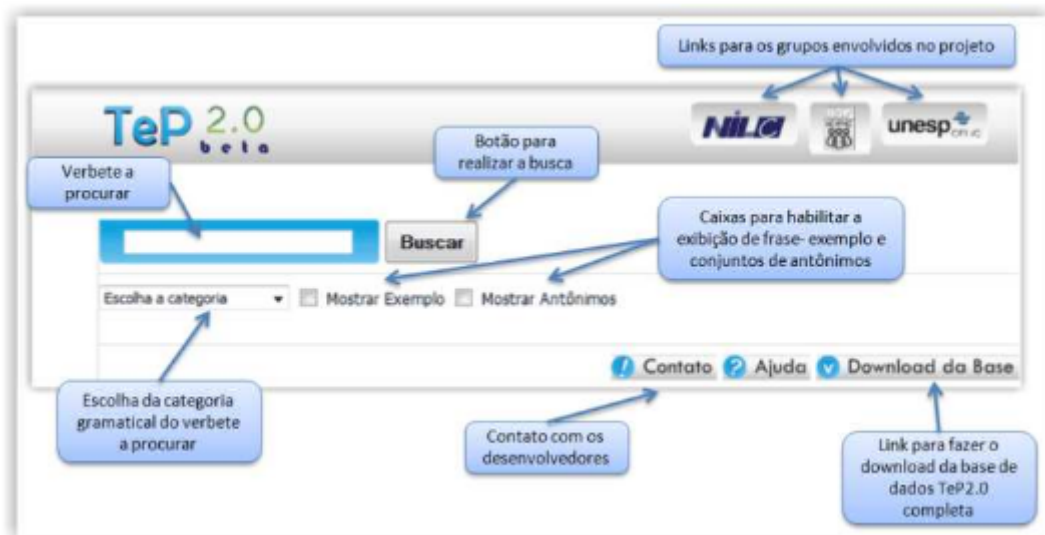 Links para os grupos envolvidos no projeto
TeP 2.0
beta
NILC
unesp
Botão para
realizar a busca
Verbete a
procurar
Caixas para habilitar a
exibição de frase- exemplo e
conjuntos de antônimos
Buscar
Escolha a categoria
Mostrar Exemplo
Mostrar Antônimos
Contato
Ajuda
Download da Base
Escolha da categoria
gramatical do verbete
a procurar
Contato com os
desenvolvedores
Link para fazer o
download da base de
dados TeP2.0
completa